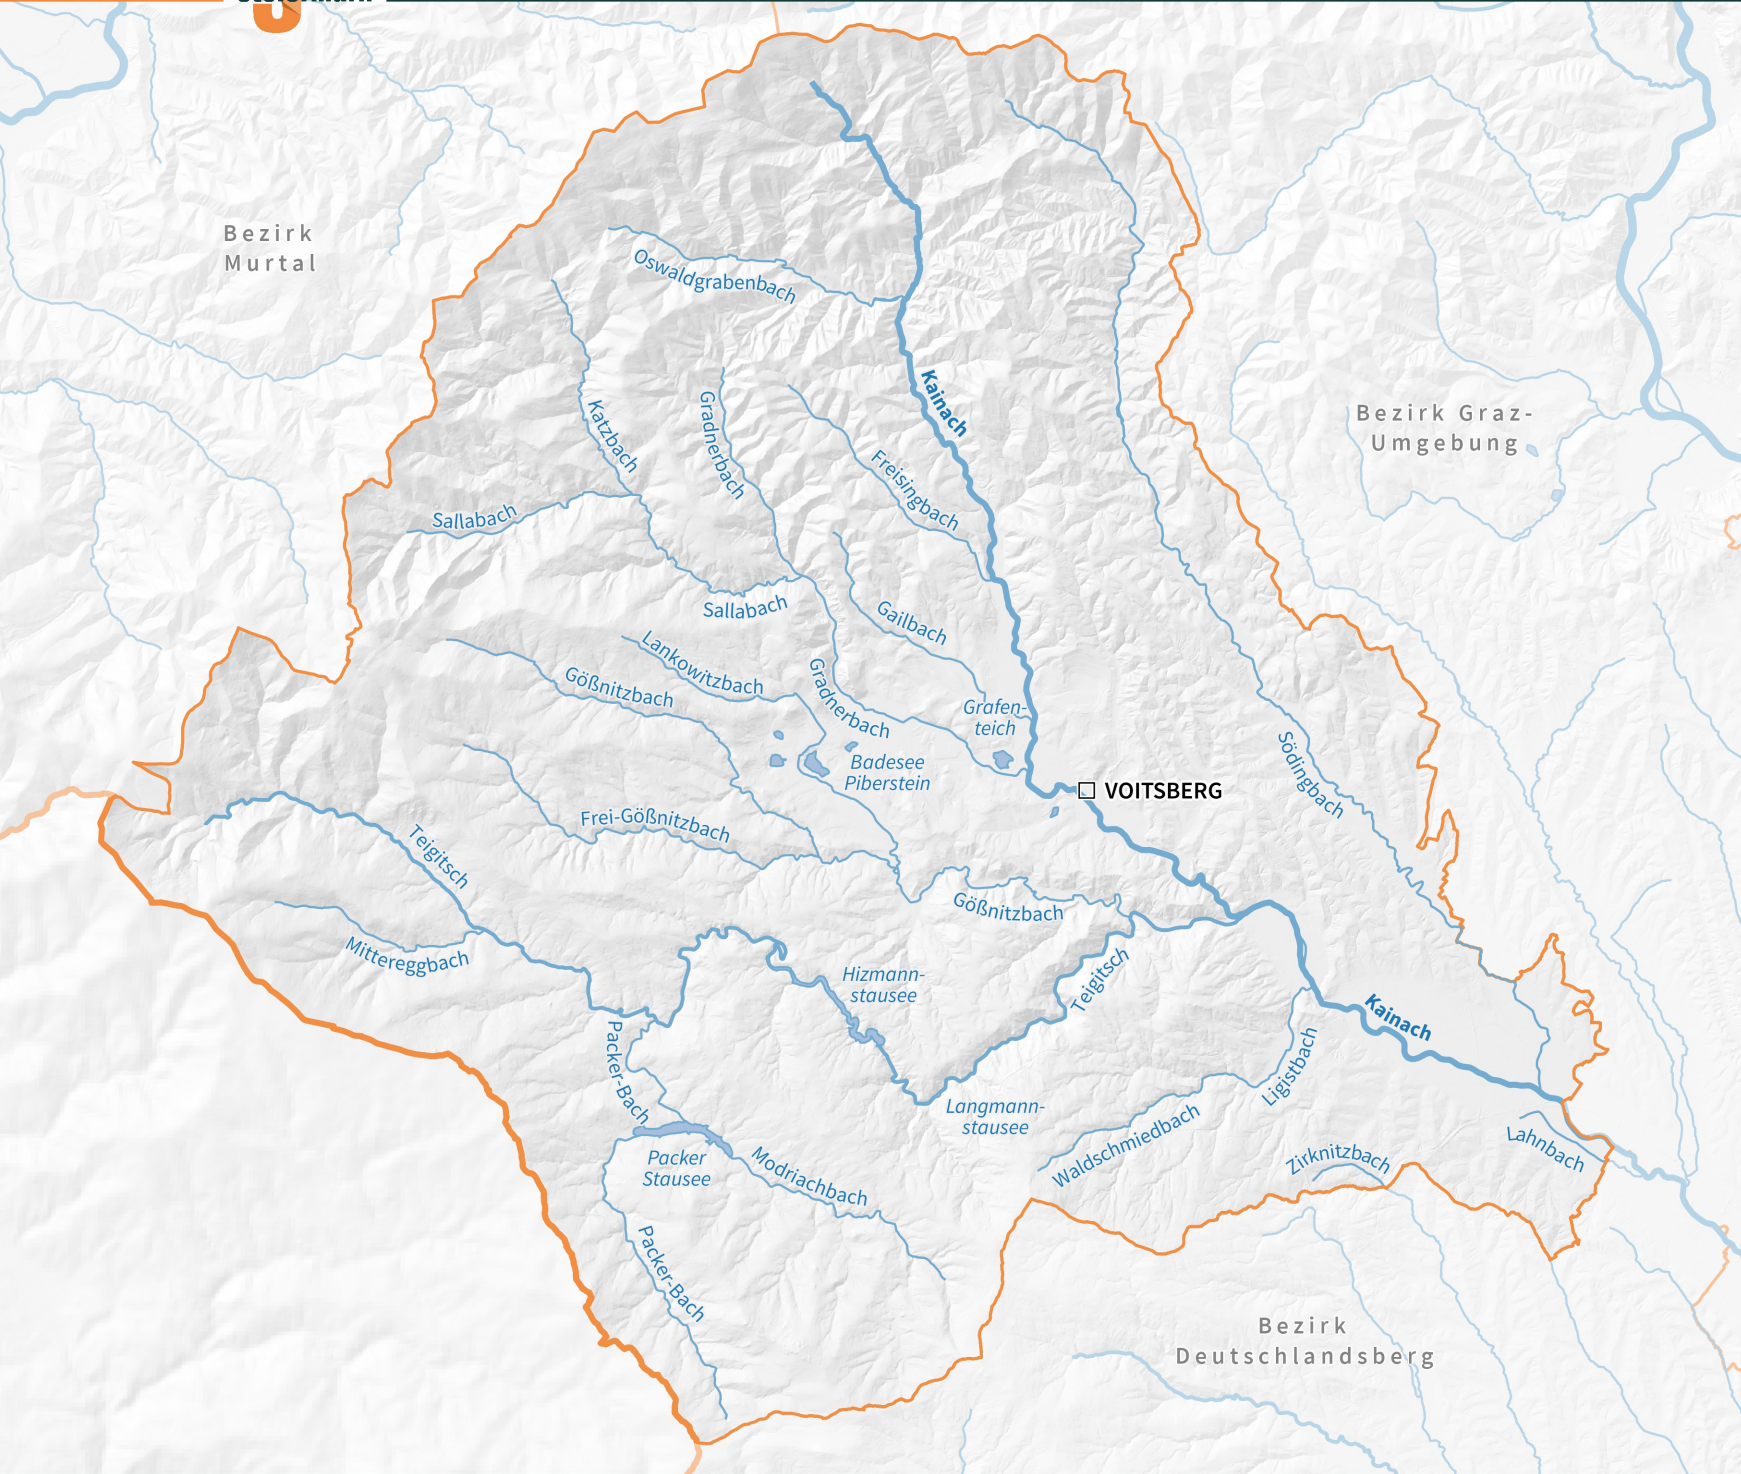 Bezirk
Murtal
Oswaldgrabenbach
Kainach
Katzbach
Gradnerbach
Bezirk Graz-
Umgebung
Freisingbach
Sallabach
Sallabach
Gailbach
Lankowitzbach
Gößnitzbach
Gradnerbach
Grafen-
teich
Badesee
Piberstein
VOITSBERG
Södingbach
Frei-Gößnitzbach
Teigitsch
Gößnitzbach
Mittereggbach
Hizmann-
stausee
Teigitsch
Kainach
Packer-Bach
Ligistbach
Langmann-
stausee
Waldschmiedbach
Lahnbach
Zirknitzbach
Packer
Stausee
Modriachbach
Packer-Bach
Bezirk
Deutschlandsberg